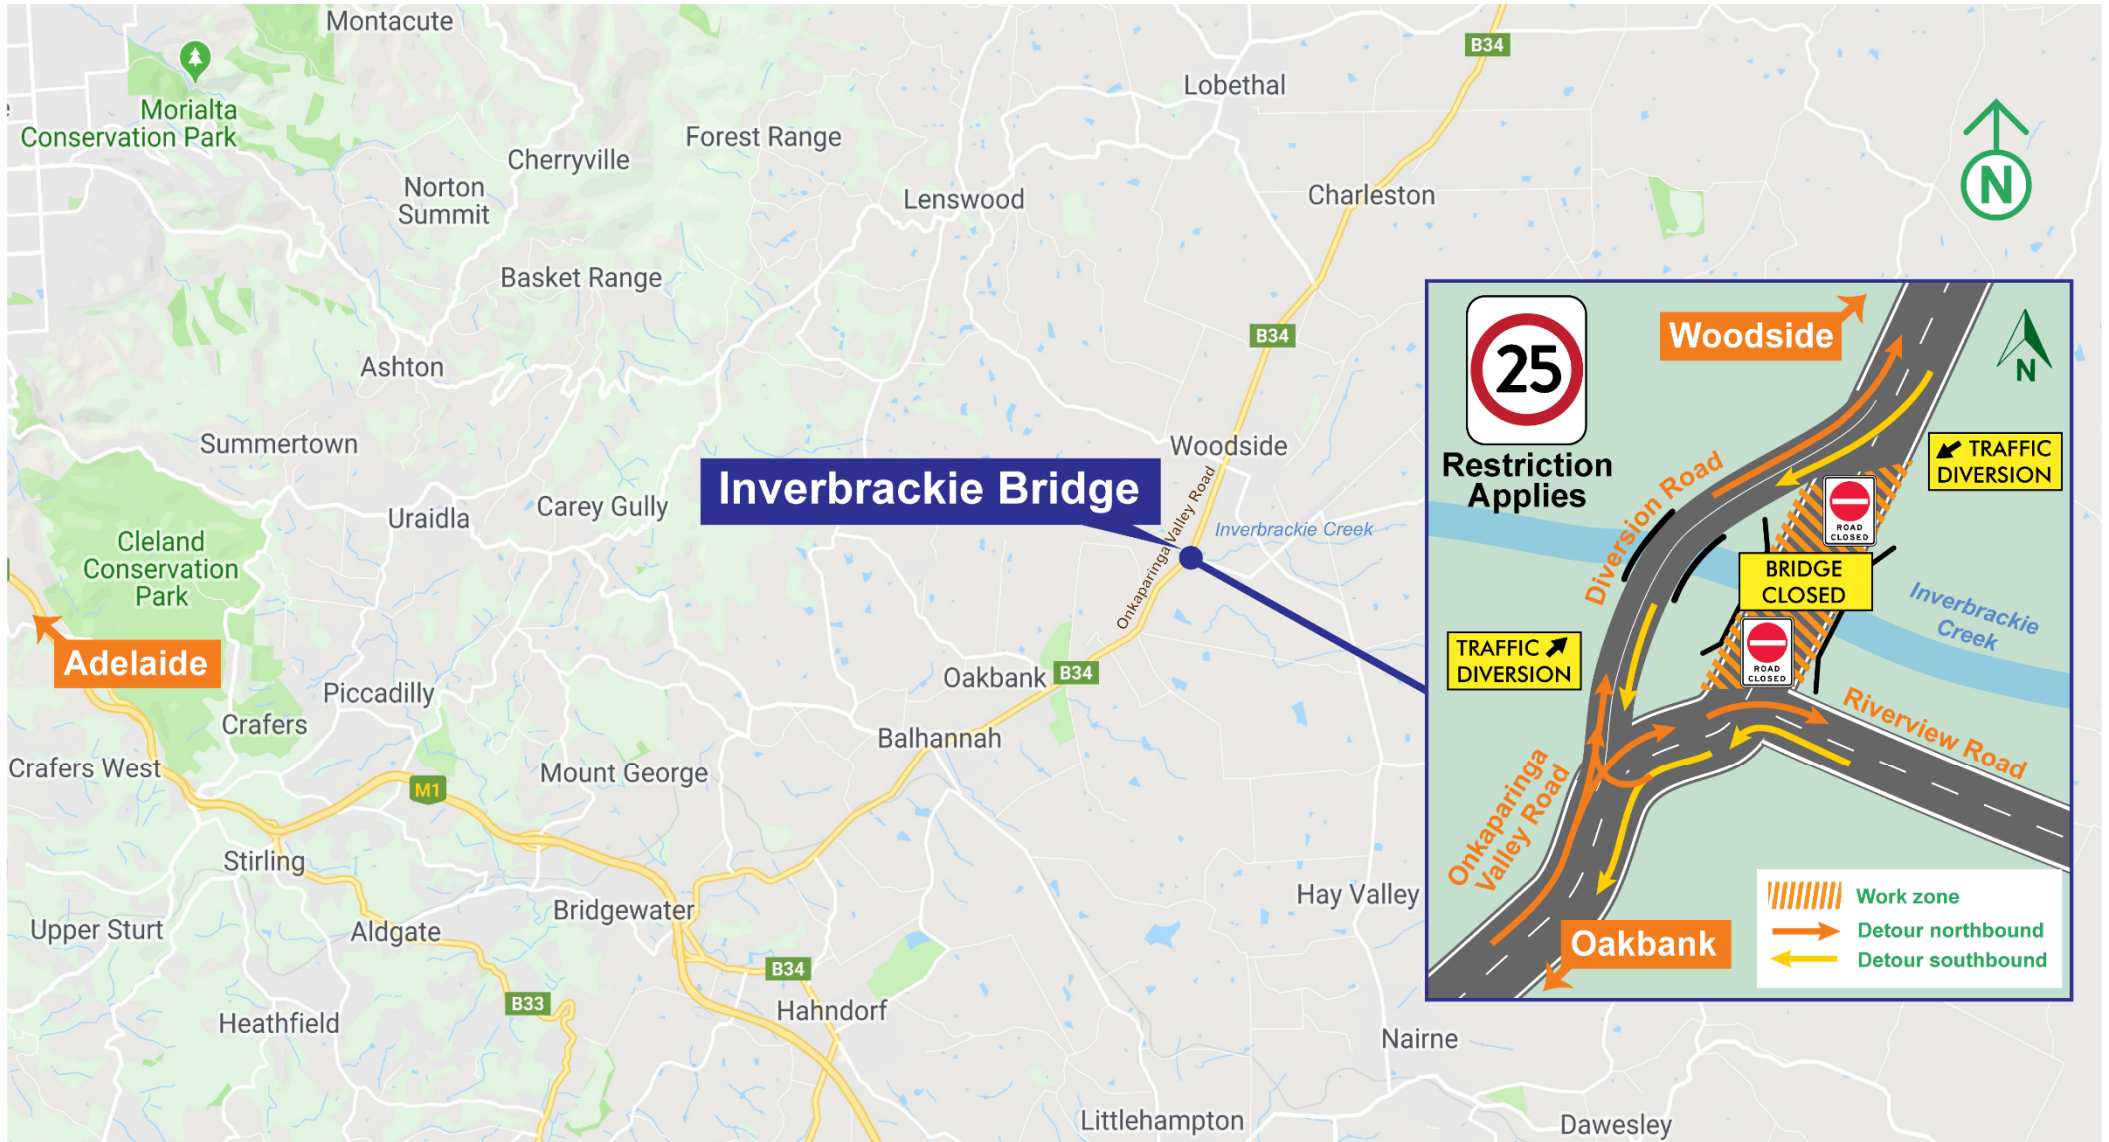 Montacute
B34
Lobethal
Morialta
Conservation Park
Forest Range
Cherryville
Norton
Summit
Lenswood
Charleston
N
Basket Range
B34
Ashton
Summertown
Woodside
Inverbrackie Bridge
Carey Gully
Uraidla
Onkaparinga Valley Road
Inverbrackie Creek
Cleland
Conservation
Park
Adelaide
Oakbank
B34
Piccadilly
Crafers
Balhannah
Crafers West
Mount George
M1
Stirling
Hay Valley
Bridgewater
Upper Sturt
Aldgate
B34
B33
Hahndorf
Heathfield
Nairne
Littlehampton
Dawesley
25
Restriction
Applies
Woodside
N
TRAFFIC
DIVERSION
Diversion Road
ROAD
CLOSED
BRIDGE
CLOSED
Inverbrackie
Creek
TRAFFIC
DIVERSION
ROAD
CLOSED
Riverview Road
Onkaparinga
Valley Road
Oakbank
Work zone
Detour northbound
Detour southbound